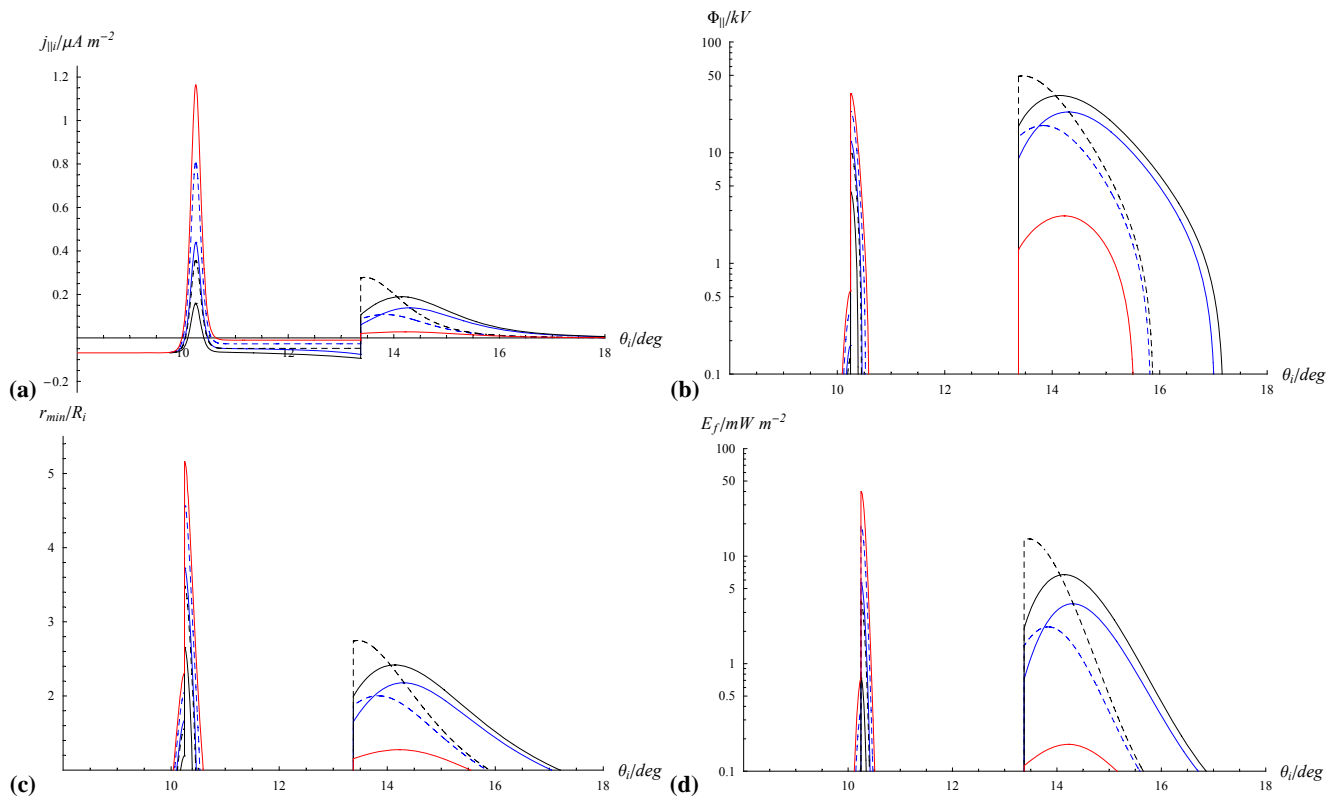 j||i/μA m⁻²
1.2
1
0.8
0.6
0.4
0.2
−0.2
10 12 14 16 18
θi/deg
(a)
Φ||/kV
100
50
10
5
1
0.5
0.1
10 12 14 16 18
θi/deg
(b)
rmin/Ri
5
4
3
2
10 12 14 16 18
θi/deg
(c)
Ef/mW m⁻²
100
50
10
5
1
0.5
0.1
10 12 14 16 18
θi/deg
(d)